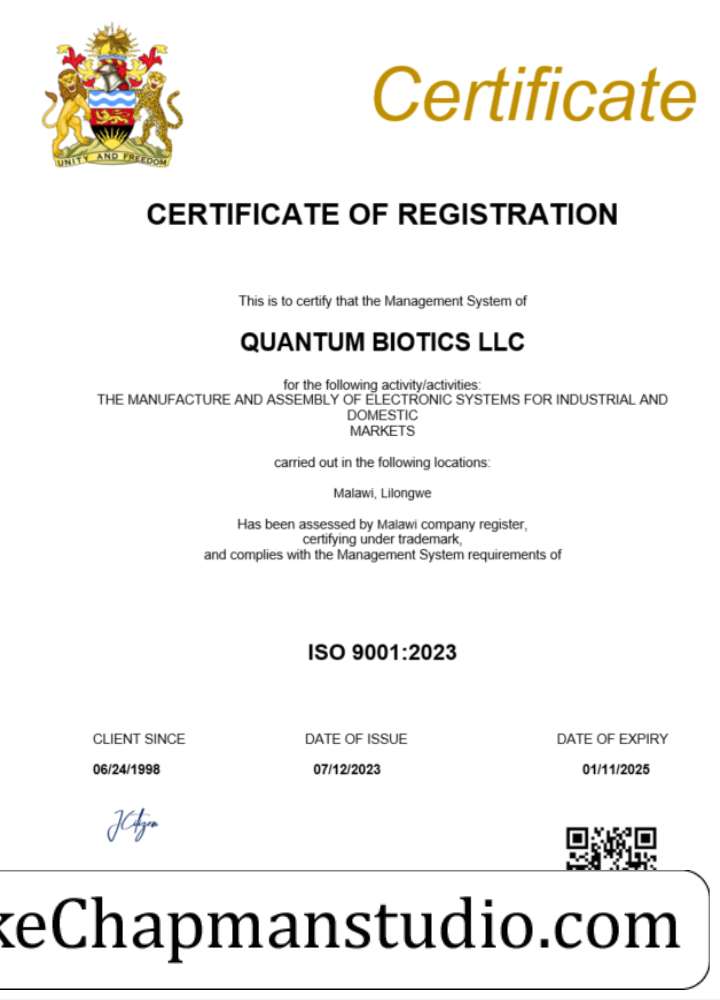 Certificate
UNITY AND FREEDOM
CERTIFICATE OF REGISTRATION
This is to certify that the Management System of
QUANTUM BIOTICS LLC
for the following activity/activities:
THE MANUFACTURE AND ASSEMBLY OF ELECTRONIC SYSTEMS FOR INDUSTRIAL AND
DOMESTIC
MARKETS
carried out in the following locations:
Malawi, Lilongwe
Has been assessed by Malawi company register,
certifying under trademark,
and complies with the Management System requirements of
ISO 9001:2023
CLIENT SINCE DATE OF ISSUE DATE OF EXPIRY
06/24/1998 07/12/2023 01/11/2025
JCitizen
keChapmanstudio.com